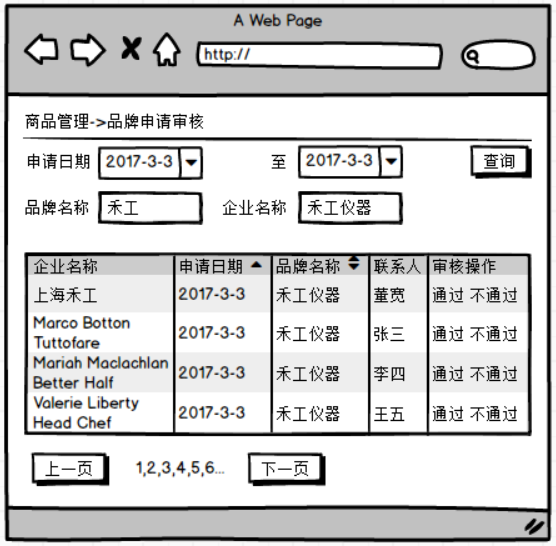 A Web Page
http://
商品管理->品牌申请审核
申请日期 2017-3-3 至 2017-3-3 查询
品牌名称 禾工 企业名称 禾工仪器
企业名称 申请日期 品牌名称 联系人 审核操作
上海禾工 2017-3-3 禾工仪器 董宽 通过 不通过
Marco Botton
Tuttofare 2017-3-3 禾工仪器 张三 通过 不通过
Mariah Maclachlan
Better Half 2017-3-3 禾工仪器 李四 通过 不通过
Valerie Liberty
Head Chef 2017-3-3 禾工仪器 王五 通过 不通过
上一页 1,2,3,4,5,6... 下一页